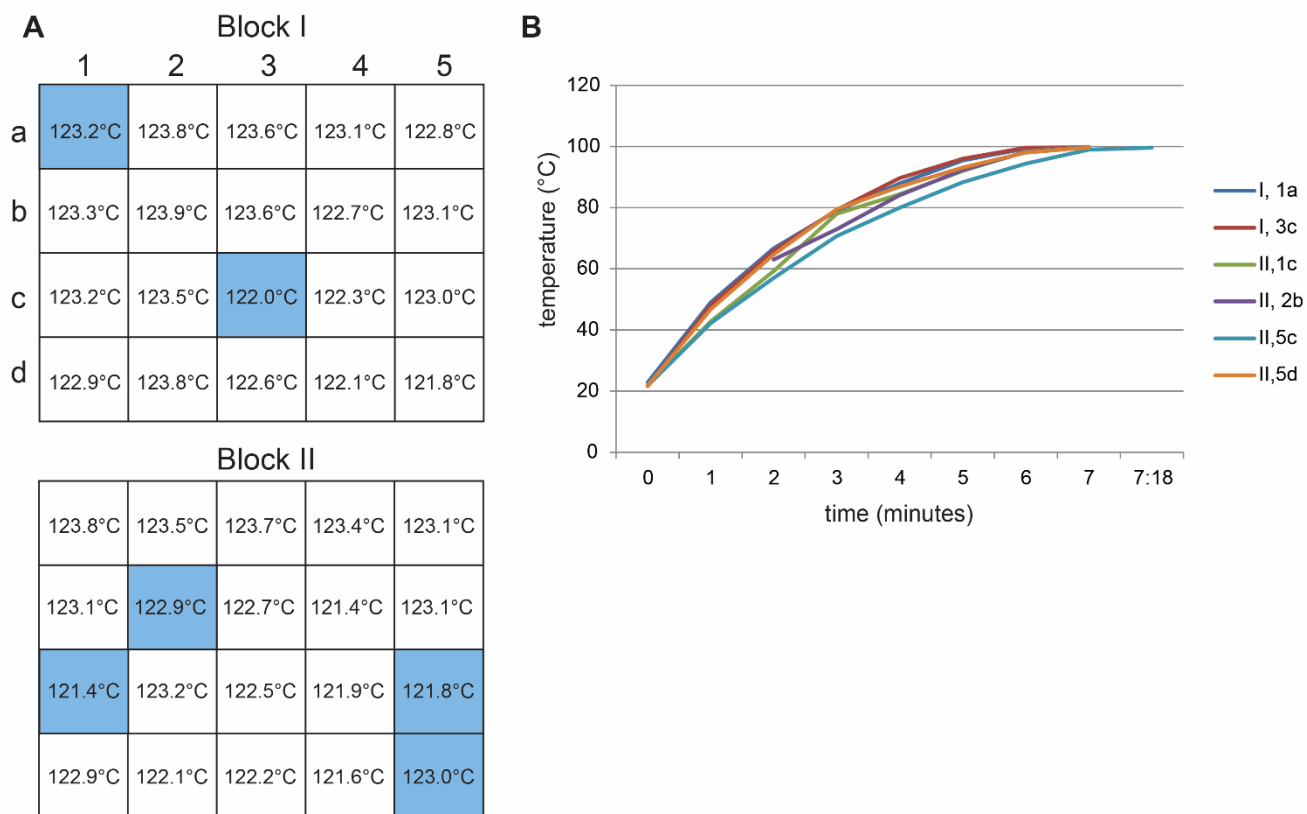 A
Block I
1 2 3 4 5
a 123.2°C 123.8°C 123.6°C 123.1°C 122.8°C
b 123.3°C 123.9°C 123.6°C 122.7°C 123.1°C
c 123.2°C 123.5°C 122.0°C 122.3°C 123.0°C
d 122.9°C 123.8°C 122.6°C 122.1°C 121.8°C
Block II
123.8°C 123.5°C 123.7°C 123.4°C 123.1°C
123.1°C 122.9°C 122.7°C 121.4°C 123.1°C
121.4°C 123.2°C 122.5°C 121.9°C 121.8°C
122.9°C 122.1°C 122.2°C 121.6°C 123.0°C
B
temperature (°C)
120
100
80
60
40
20
0
0 1 2 3 4 5 6 7 7:18
time (minutes)
I, 1a
I, 3c
II,1c
II, 2b
II,5c
II,5d